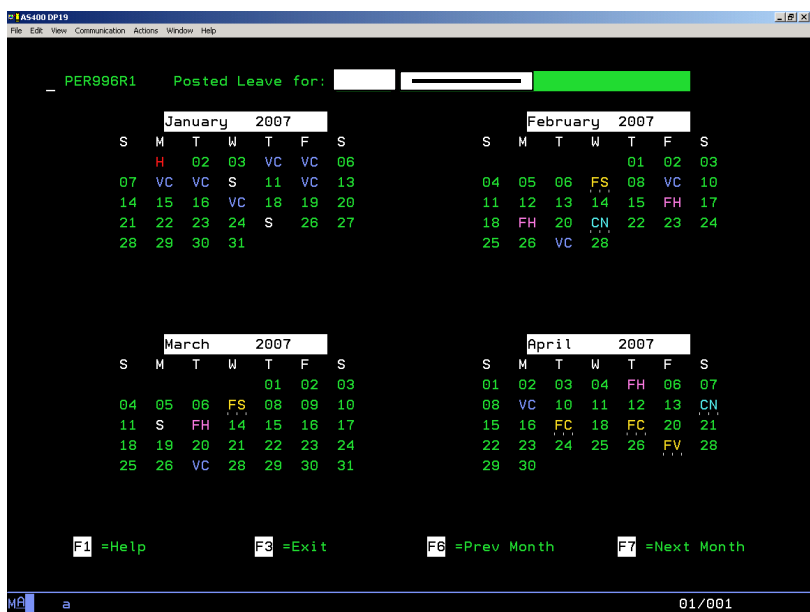 AS400 DP19
File Edit View Communication Actions Window Help
PER996R1 Posted Leave for:
January 2007 February 2007
S M T W T F S S M T W T F S
H 02 03 VC VC 06 01 02 03
07 VC VC S 11 VC 13 04 05 06 FS 08 VC 10
14 15 16 VC 18 19 20 11 12 13 14 15 FH 17
21 22 23 24 S 26 27 18 FH 20 CN 22 23 24
28 29 30 31 25 26 VC 28
March 2007 April 2007
S M T W T F S S M T W T F S
01 02 03 01 02 03 04 FH 06 07
04 05 06 FS 08 09 10 08 VC 10 11 12 13 CN
11 S FH 14 15 16 17 15 16 FC 18 FC 20 21
18 19 20 21 22 23 24 22 23 24 25 26 FV 28
25 26 VC 28 29 30 31 29 30
F1 =Help F3 =Exit F6 =Prev Month F7 =Next Month
MA a 01/001